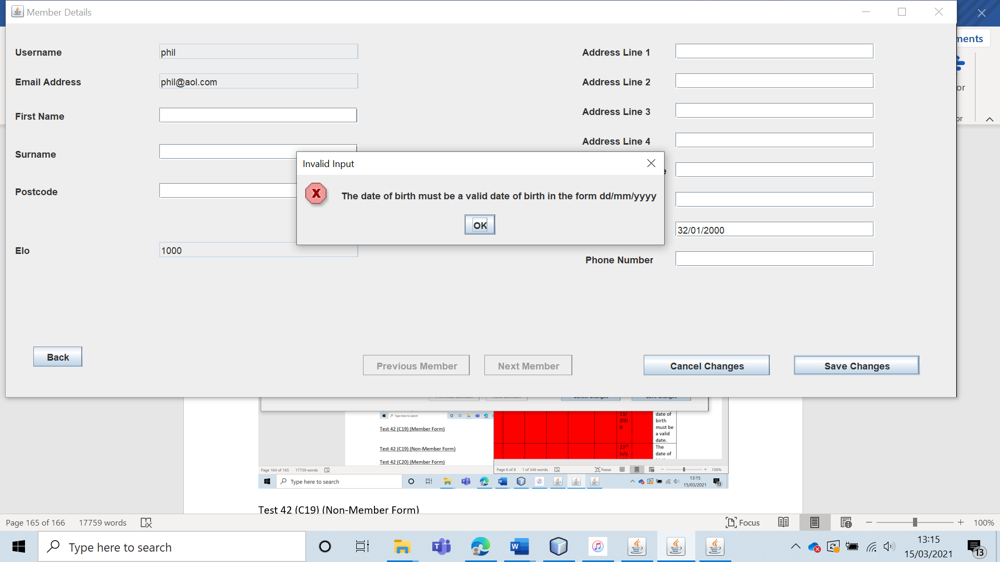 Member Details
ments
Username
phil
Address Line 1
Email Address
phil@aol.com
Address Line 2
or
First Name
Address Line 3
or
Address Line 4
Surname
Invalid Input
e
Postcode
The date of birth must be a valid date of birth in the form dd/mm/yyyy
OK
32/01/2000
Elo
1000
Phone Number
Back
Previous Member
Next Member
Cancel Changes
Save Changes
Type here to search
13/
200
0
date of
birth
must be
a valid
date.
Test 42 (C19) (Member Form)
Test 42 (C19) (Non-Member Form)
Test 42 (C20) (Member Form)
23rd
July
The
date of
Page 164 of 165 17759 words
Page 6 of 8 1 of 346 words
Focus
100%
Type here to search
13:15
15/03/2021
13
Test 42 (C19) (Non-Member Form)
Page 165 of 166 17759 words
Focus
100%
Type here to search
13:15
15/03/2021
13